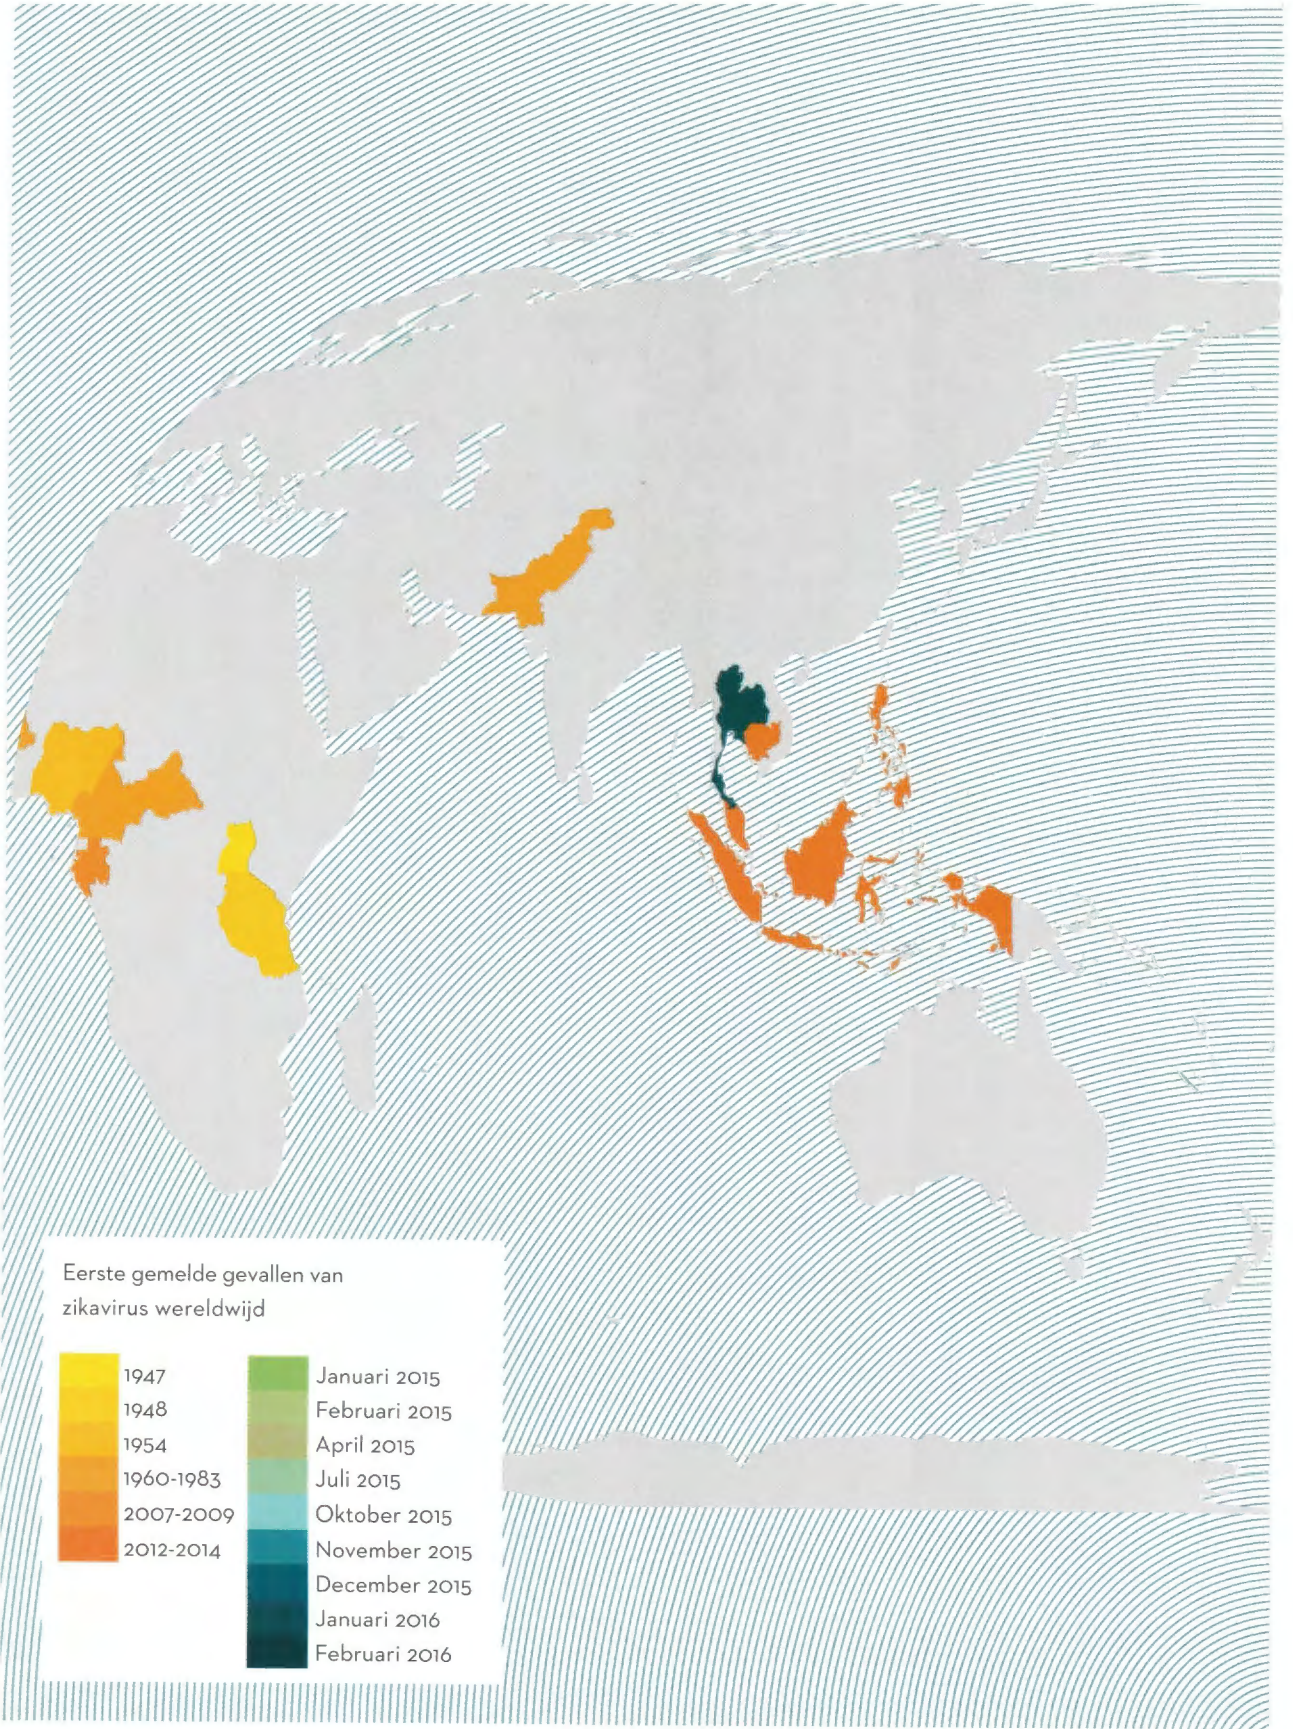 Eerste gemelde gevallen van
zikavirus wereldwijd
1947
1948
1954
1960-1983
2007-2009
2012-2014
Januari 2015
Februari 2015
April 2015
Juli 2015
Oktober 2015
November 2015
December 2015
Januari 2016
Februari 2016